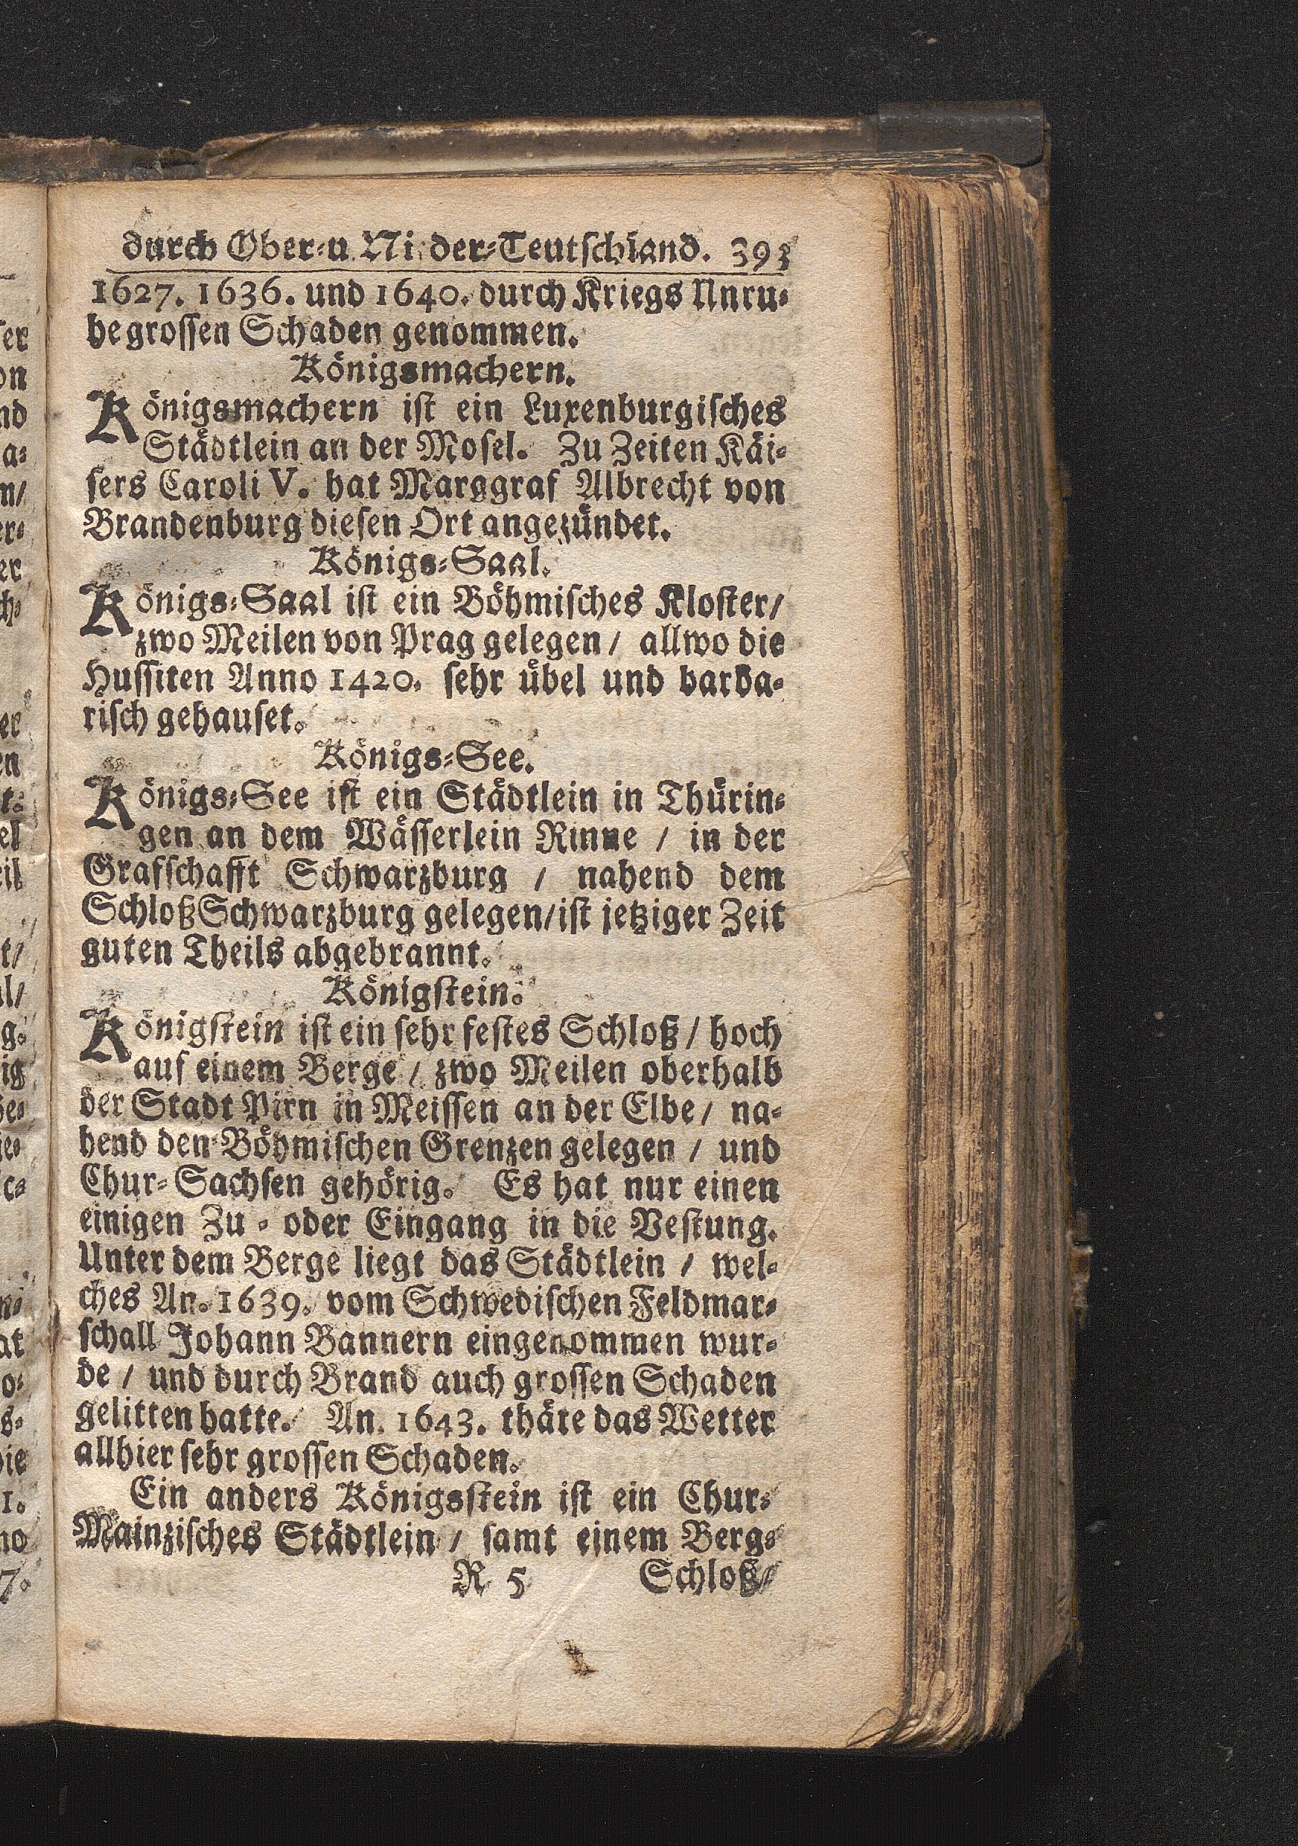 durch Ober-u. Nider-Teutschland. 393
1627. 1636. und 1640. durch Kriegs Unru-
he grossen Schaden genommen.
Königsmachern.
Königsmachern ist ein Luxenburgisches
Städtlein an der Mosel. Zu Zeiten Käi-
sers Caroli V. hat Marggraf Albrecht von
Brandenburg diesen Ort angezündet.
Königs-Saal.
Königs-Saal ist ein Böhmisches Kloster/
zwo Meilen von Prag gelegen / allwo die
Hussiten Anno 1420. sehr übel und barba-
risch gehauset.
Königs-See.
Königs-See ist ein Städtlein in Thürin-
gen an dem Wässerlein Rinne / in der
Grafschafft Schwarzburg / nahend dem
Schloß Schwarzburg gelegen/ist jetziger Zeit
guten Theils abgebrannt.
Königstein.
Königstein ist ein sehr festes Schloß / hoch
auf einem Berge / zwo Meilen oberhalb
der Stadt Pirn in Meissen an der Elbe / na-
hend den Böhmischen Grenzen gelegen / und
Chur-Sachsen gehörig. Es hat nur einen
einigen Zu- oder Eingang in die Vestung.
Unter dem Berge liegt das Städtlein / wel-
ches An. 1639. vom Schwedischen Feldmar-
schall Johann Bannern eingenommen wur-
de / und durch Brand auch grossen Schaden
gelitten hatte. An. 1643. thäte das Wetter
allhier sehr grossen Schaden.
Ein anders Königsstein ist ein Chur-
Mainzisches Städtlein / samt einem Berg-
R 5 Schloß/